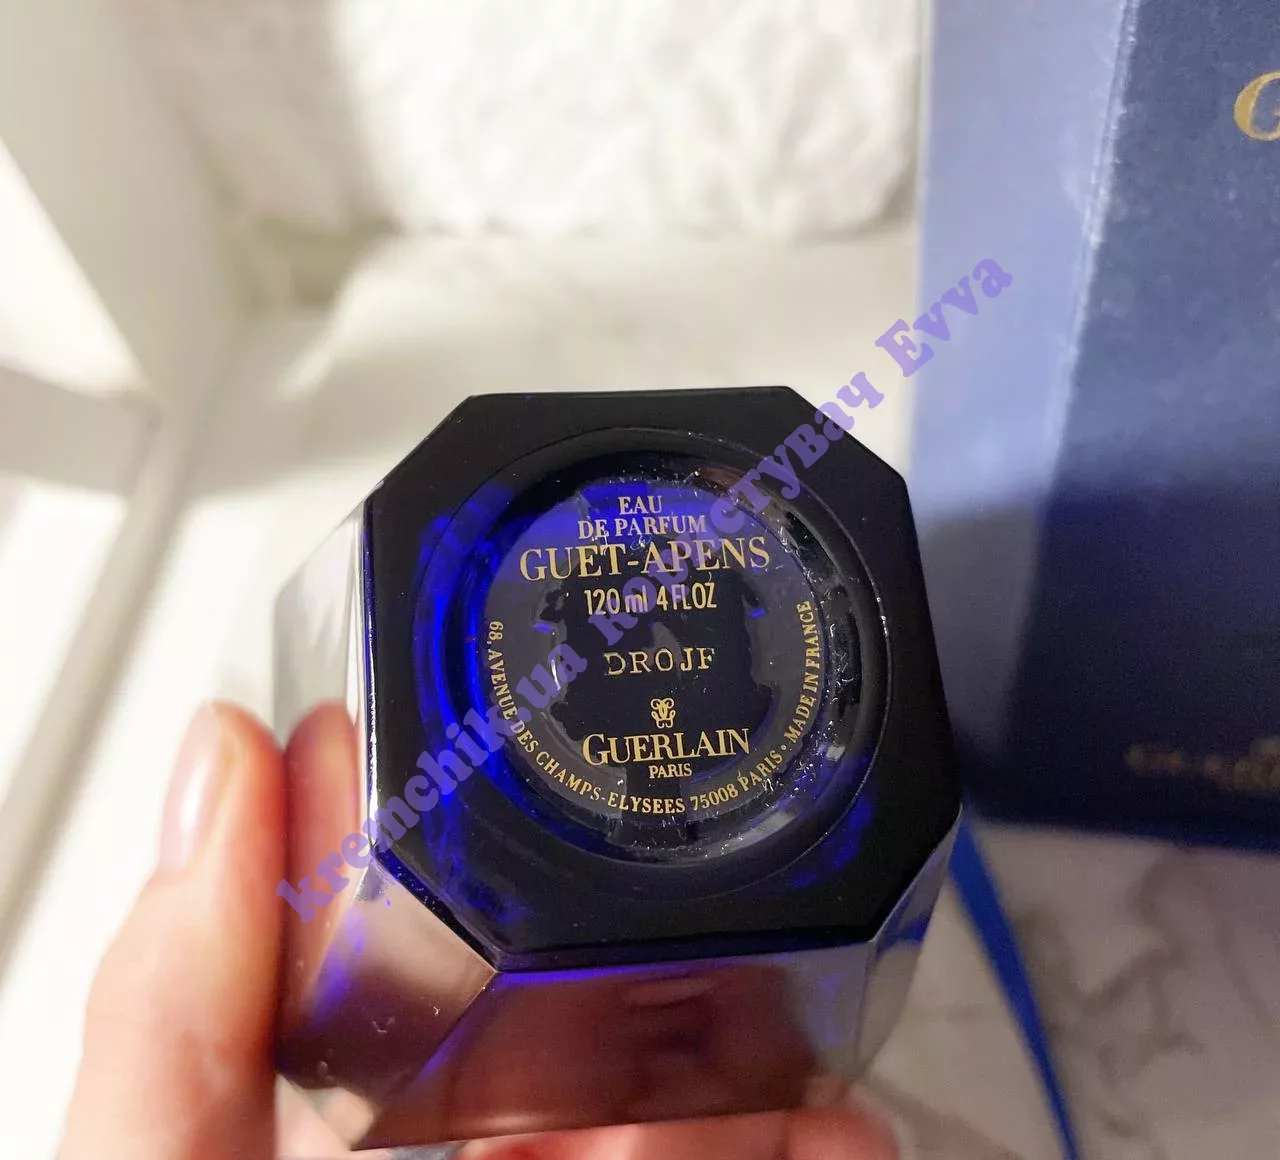 EAU
DE PARFUM
GUET-APENS
120 ml 4 FL OZ
DROJF
GUERLAIN
PARIS
68, AVENUE DES CHAMPS-ELYSEES 75008 PARIS • MADE IN FRANCE
kremchik.ua користувач Evva
G